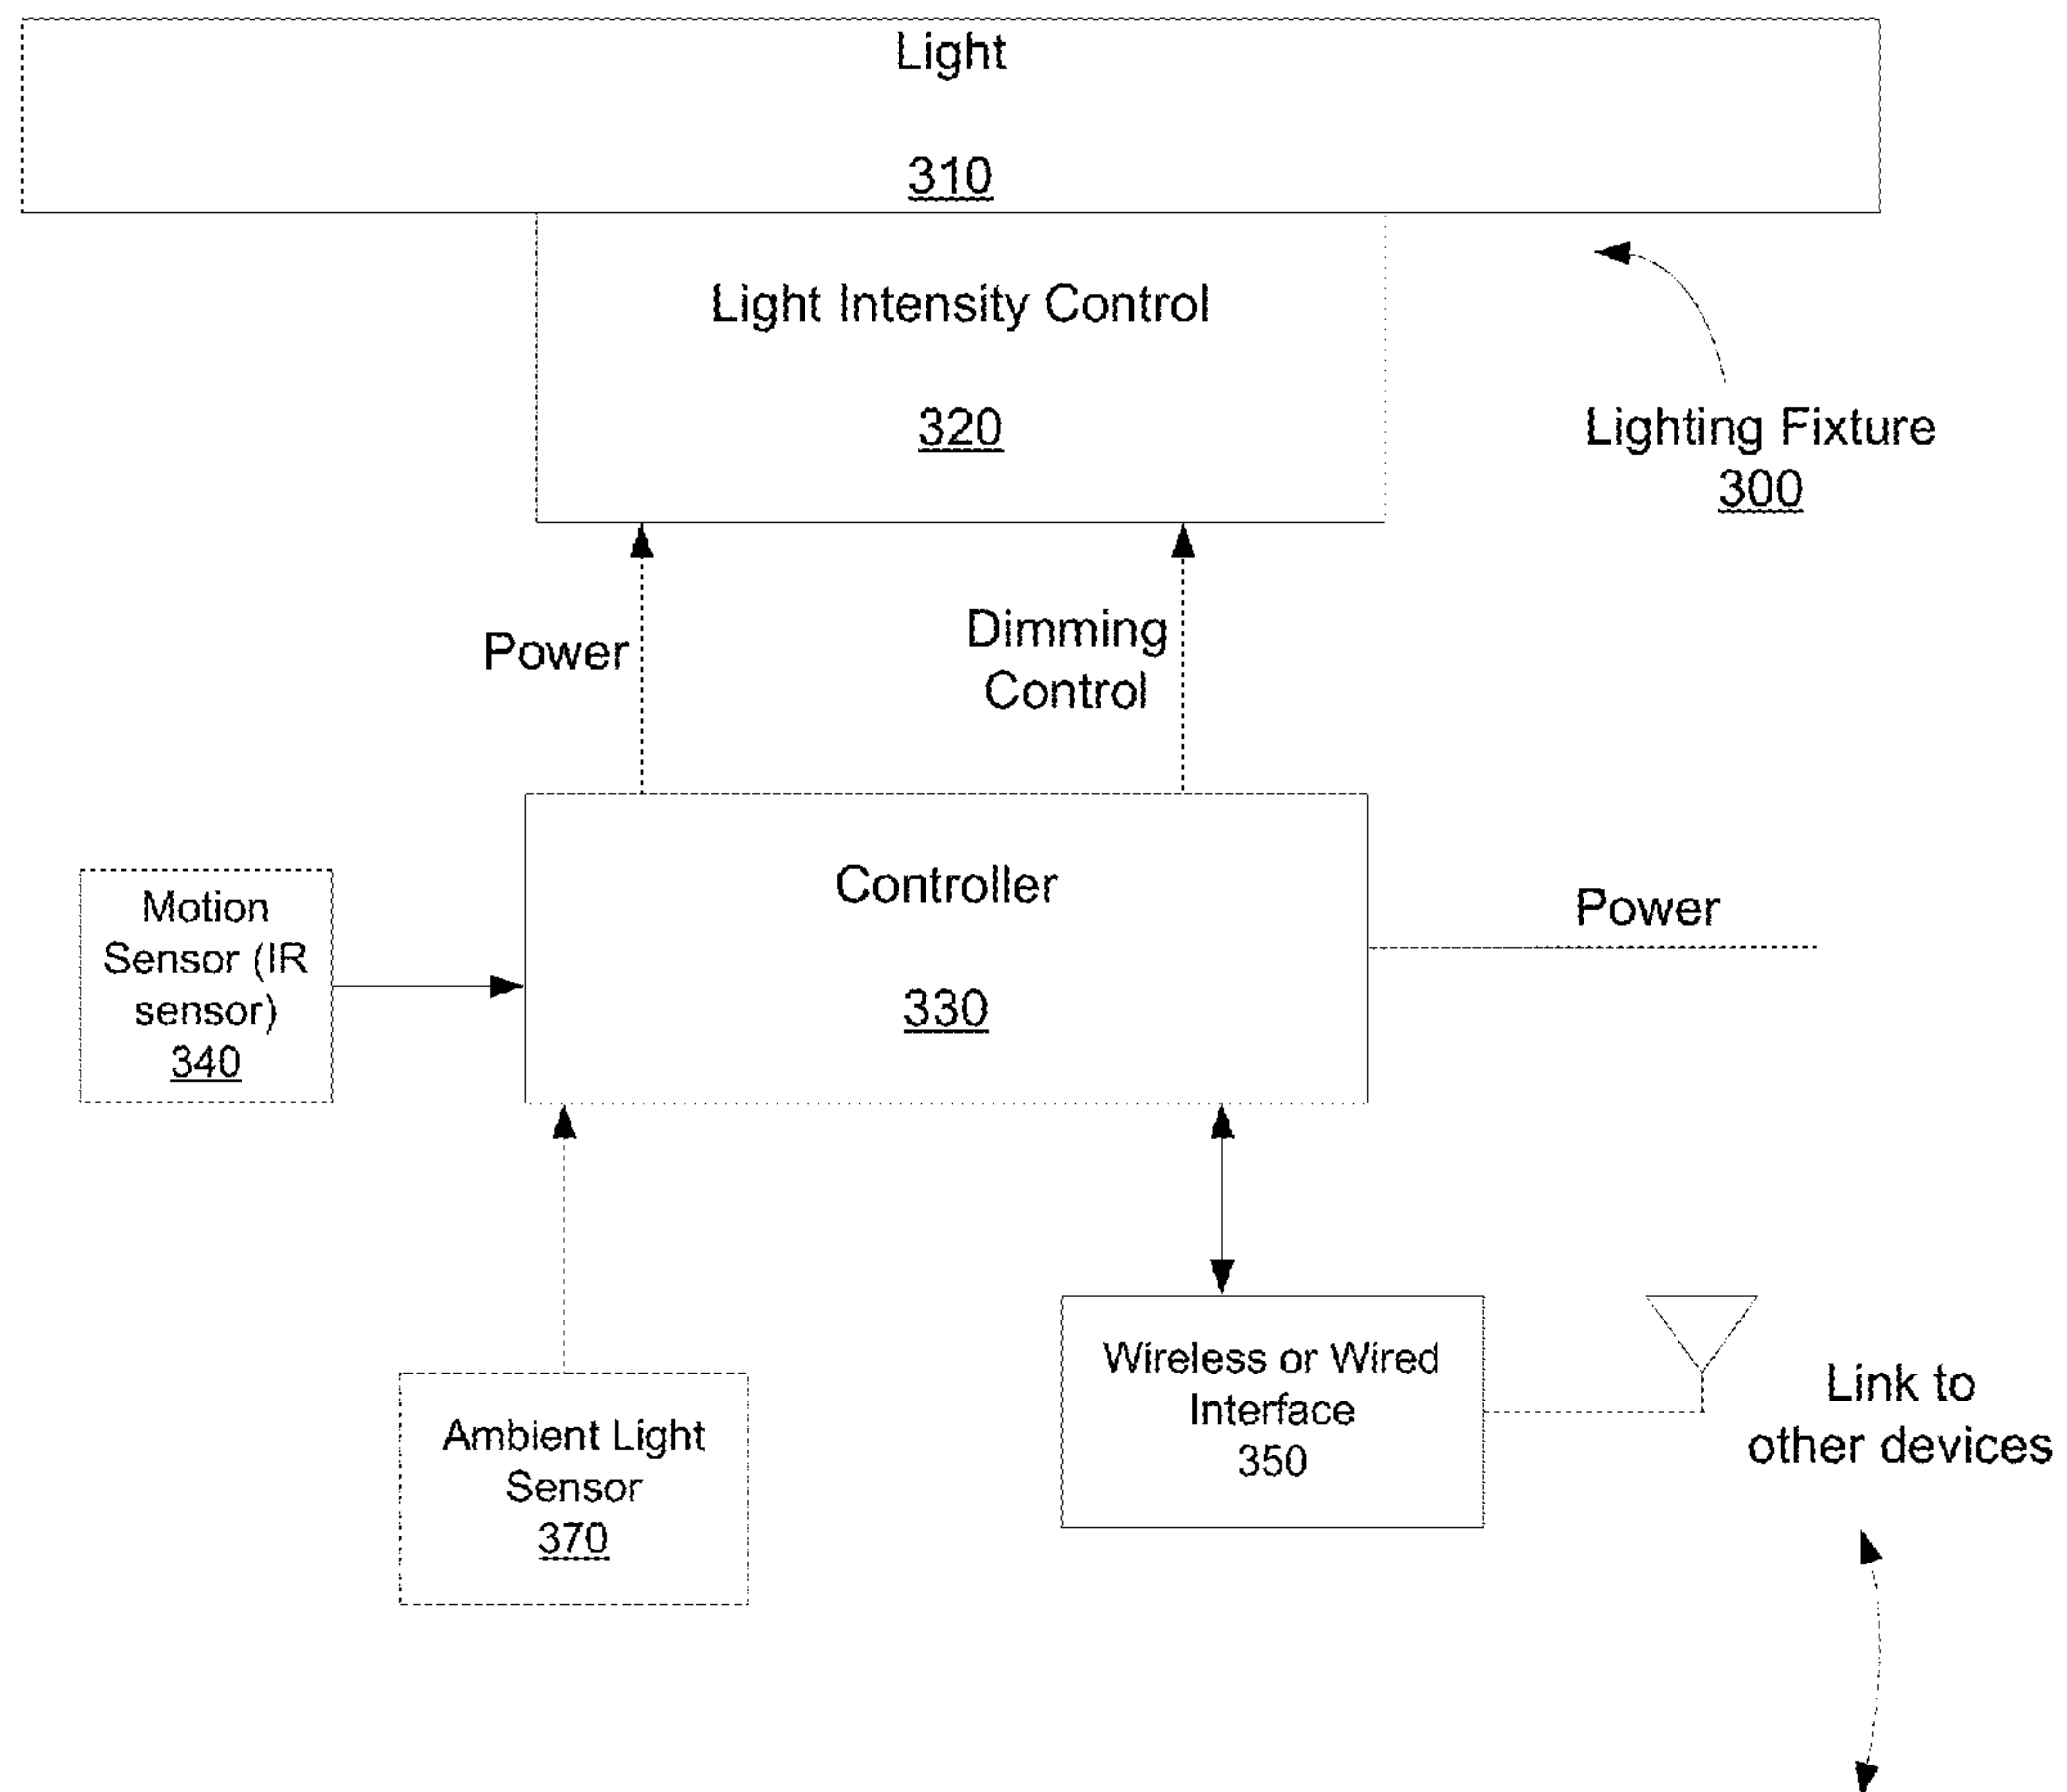 Light
310
Light Intensity Control
320
Lighting Fixture
300
Power
Dimming
Control
Controller
330
Power
Motion
Sensor (IR
sensor)
340
Wireless or Wired
Interface
350
Link to
other devices
Ambient Light
Sensor
370